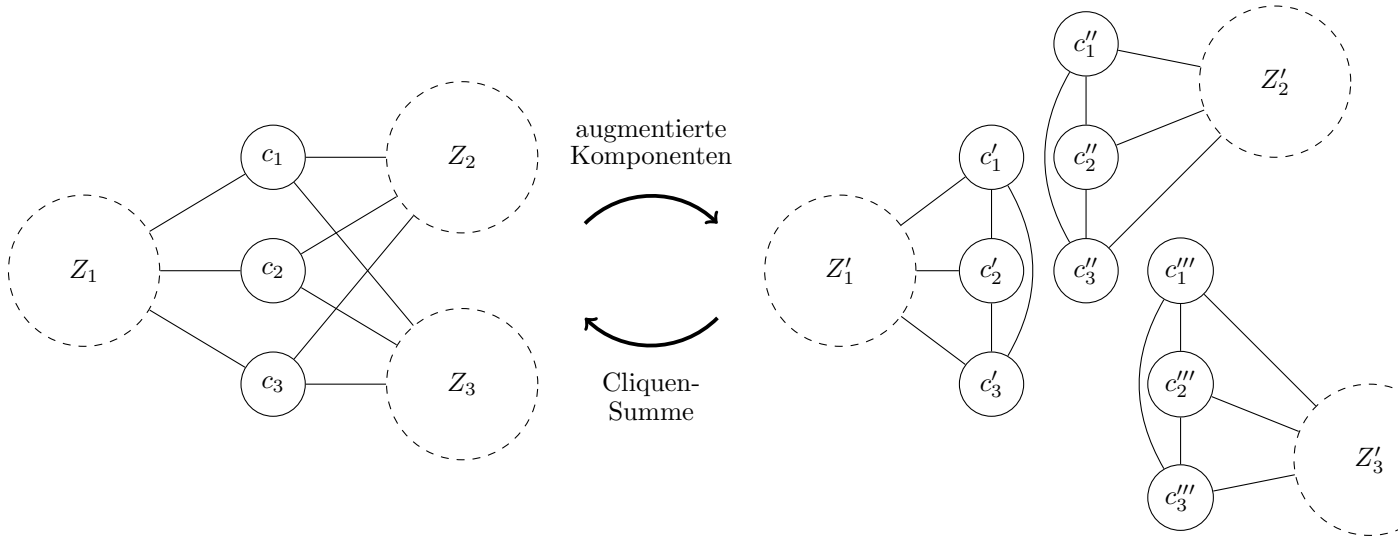 Z₁
c₁
c₂
c₃
Z₂
Z₃
augmentierte
Komponenten
Cliquen-
Summe
Z′₁
c′₁
c′₂
c′₃
c″₁
c″₂
c″₃
Z′₂
c‴₁
c‴₂
c‴₃
Z′₃